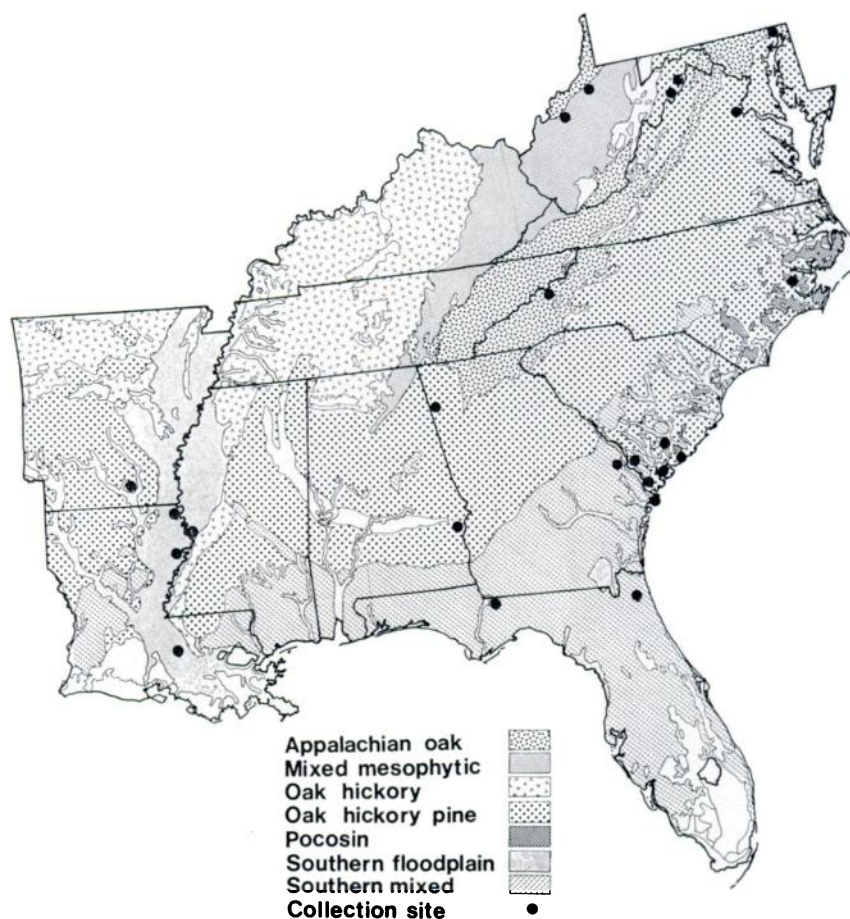 Appalachian oak
Mixed mesophytic
Oak hickory
Oak hickory pine
Pocosin
Southern floodplain
Southern mixed
Collection site